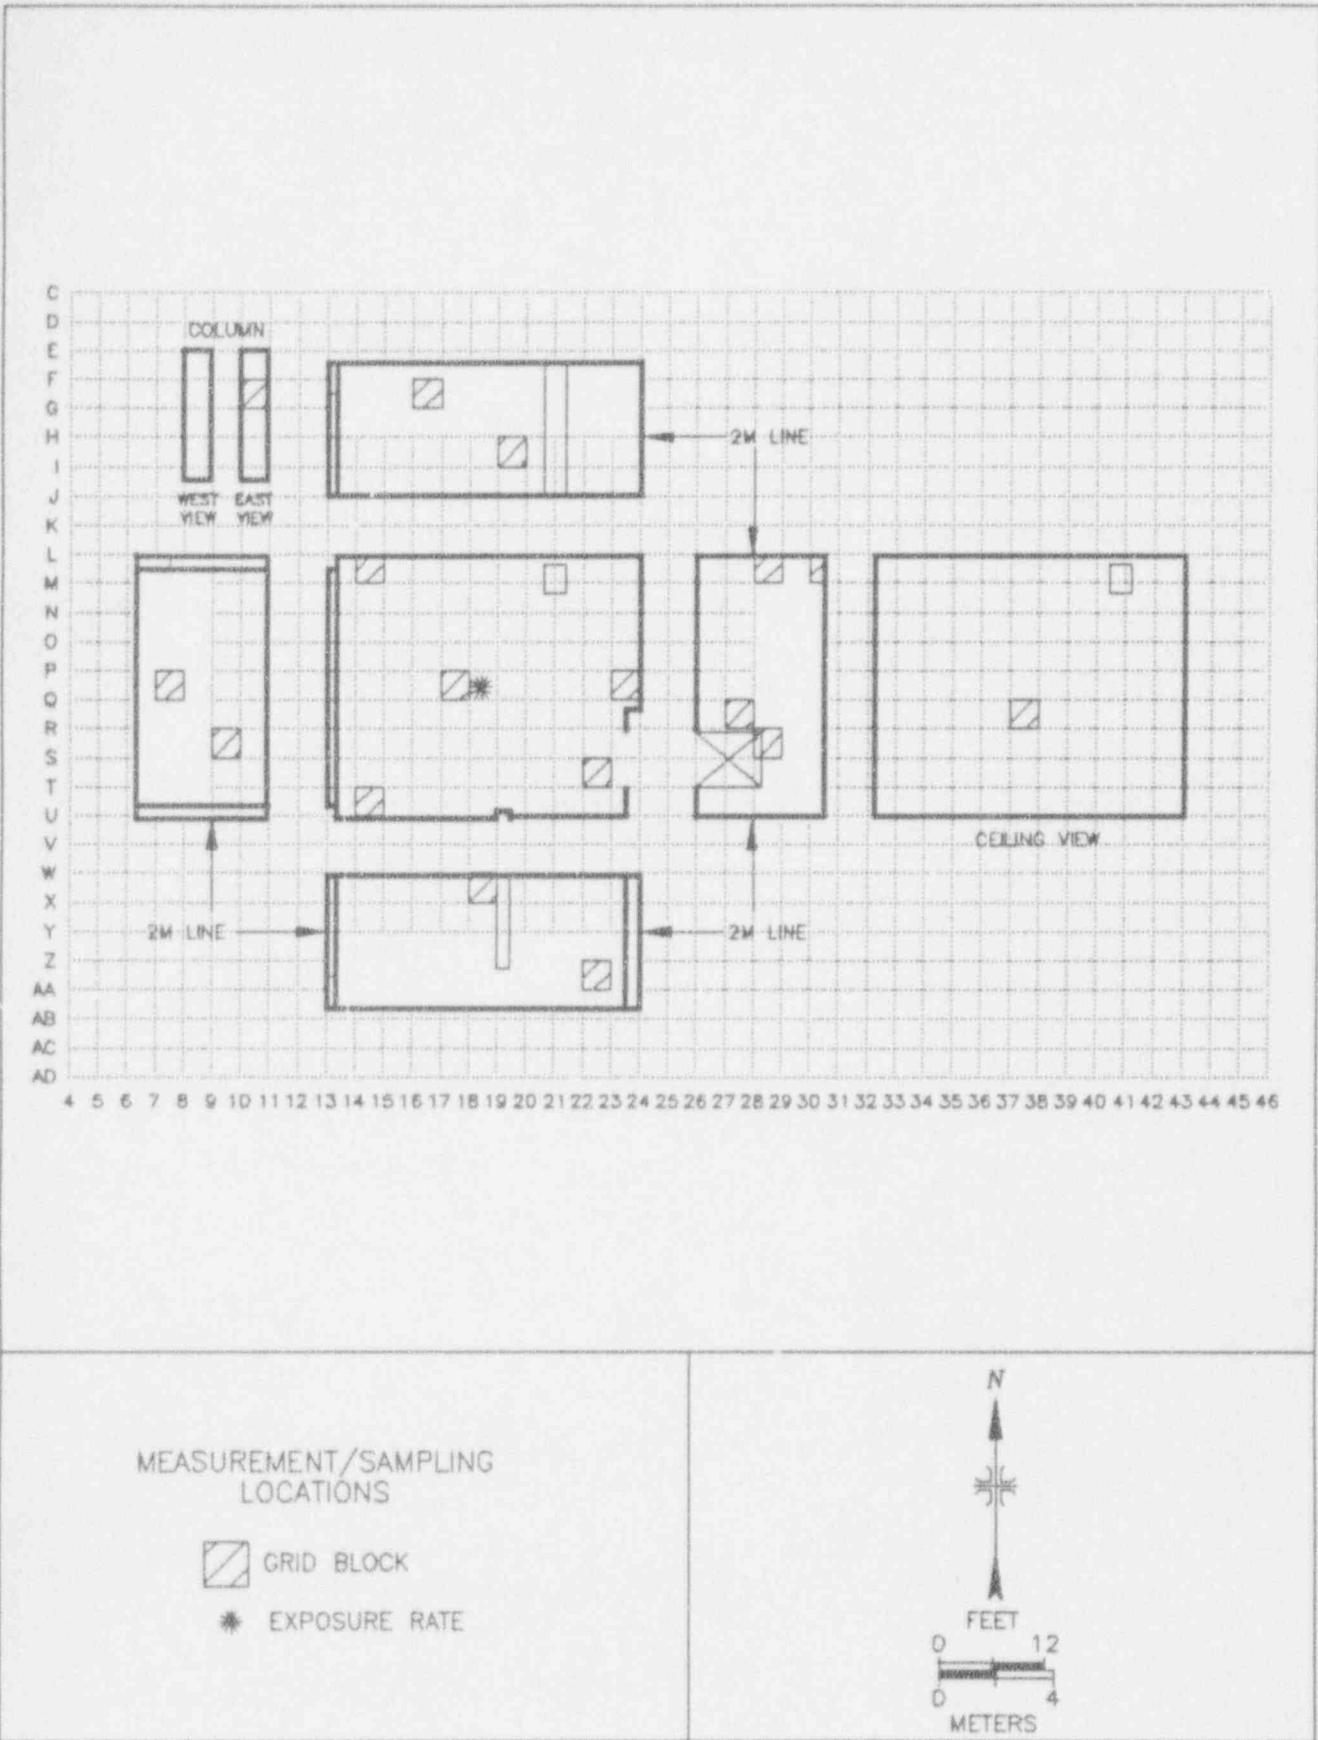 C
D
COLUMN
E
F
G
H
2M LINE
I
J
WEST VIEW
EAST VIEW
K
L
M
N
O
P
Q
R
S
T
U
V
CEILING VIEW
W
X
Y
2M LINE
2M LINE
Z
AA
AB
AC
AD
4 5 6 7 8 9 10 11 12 13 14 15 16 17 18 19 20 21 22 23 24 25 26 27 28 29 30 31 32 33 34 35 36 37 38 39 40 41 42 43 44 45 46
MEASUREMENT/SAMPLING
LOCATIONS
GRID BLOCK
EXPOSURE RATE
N
FEET
0 12
0 4
METERS